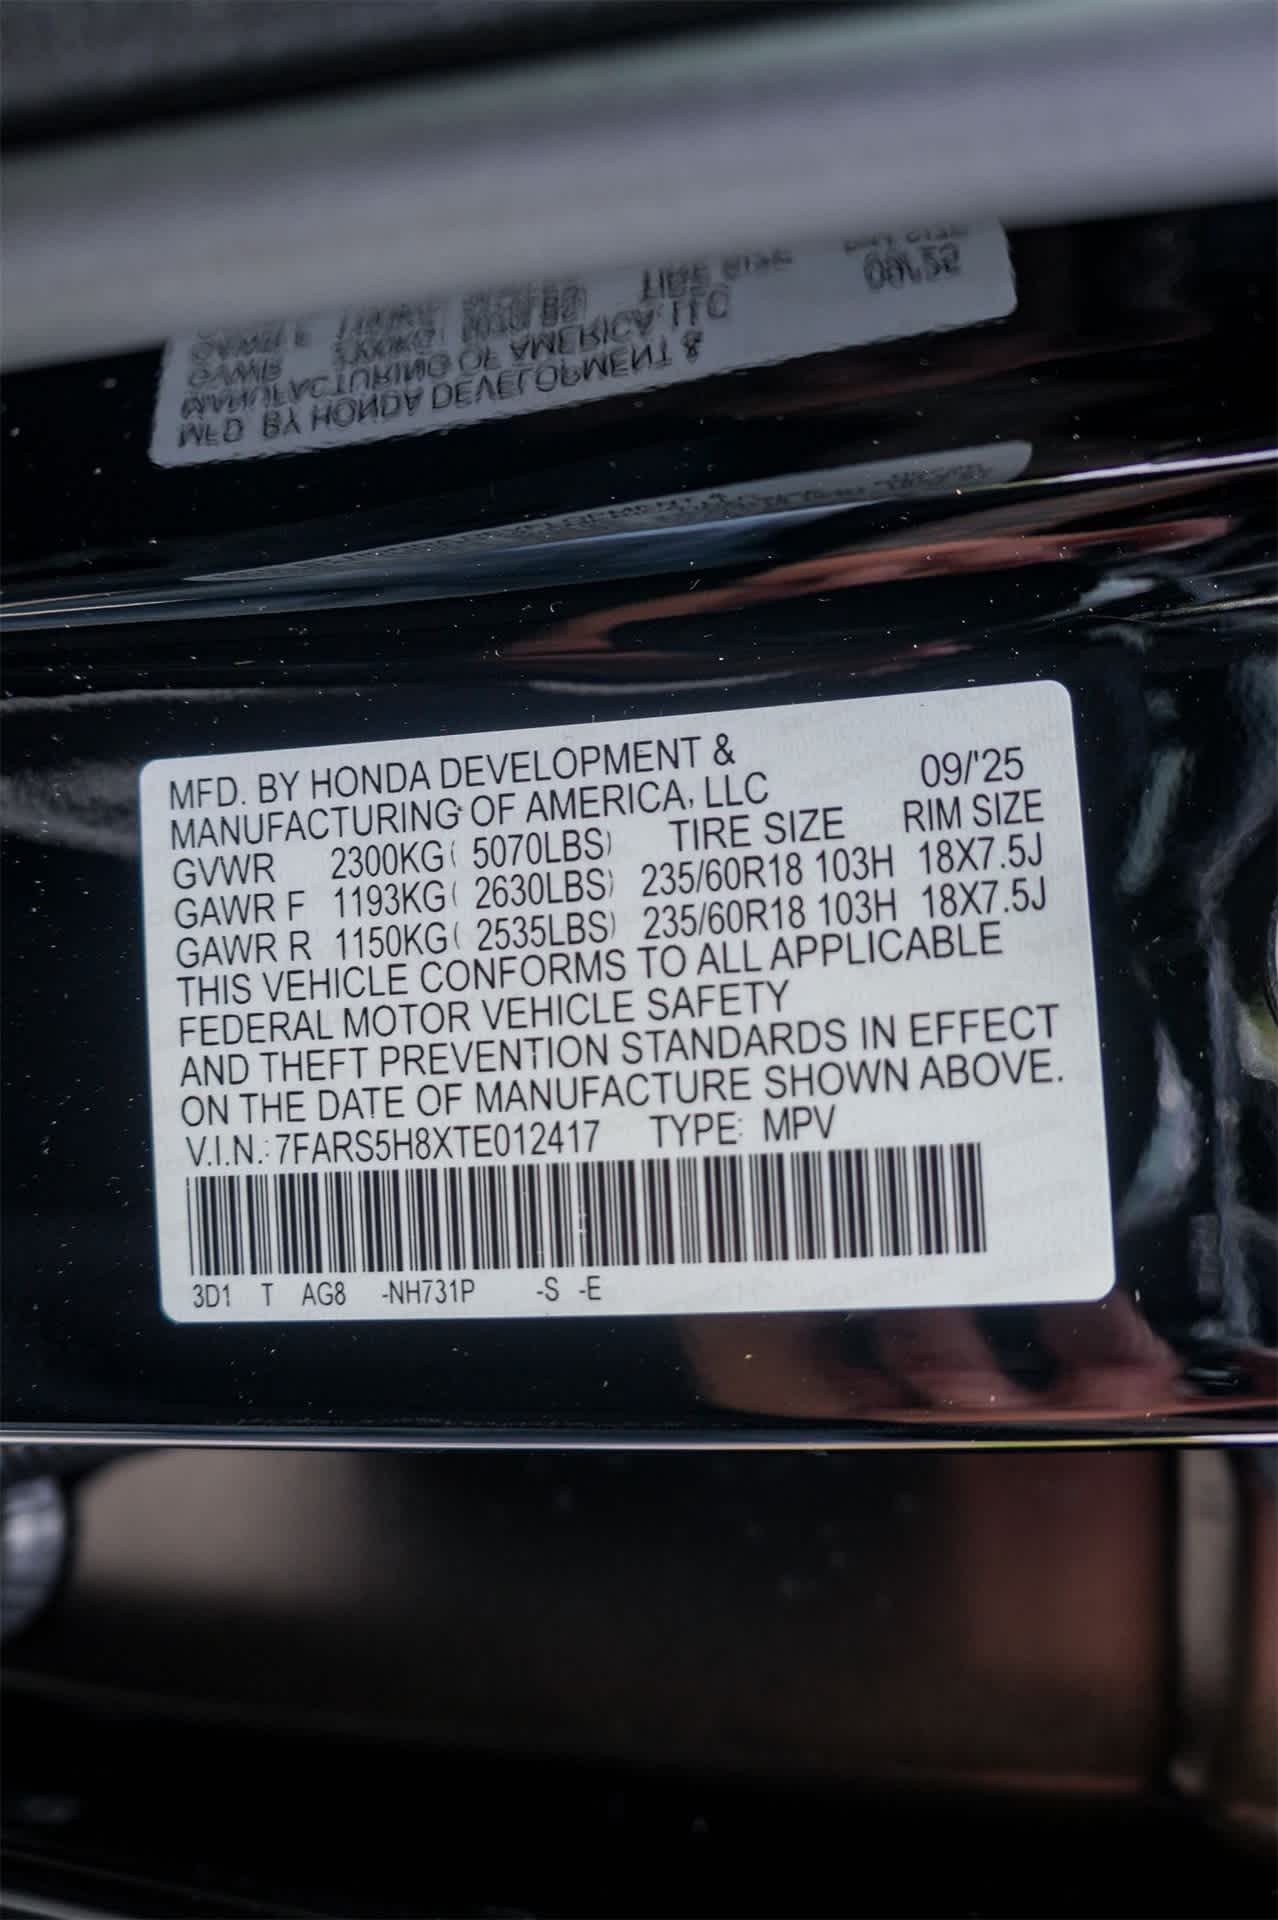 MFD. BY HONDA DEVELOPMENT &
MANUFACTURING OF AMERICA, LLC 09/'25
GVWR 2300KG( 5070LBS) TIRE SIZE RIM SIZE
GAWR F 1193KG( 2630LBS) 235/60R18 103H 18X7.5J
GAWR R 1150KG( 2535LBS) 235/60R18 103H 18X7.5J
THIS VEHICLE CONFORMS TO ALL APPLICABLE
FEDERAL MOTOR VEHICLE SAFETY
AND THEFT PREVENTION STANDARDS IN EFFECT
ON THE DATE OF MANUFACTURE SHOWN ABOVE.
V.I.N.: 7FARS5H8XTE012417 TYPE: MPV
3D1 T AG8 -NH731P -S -E